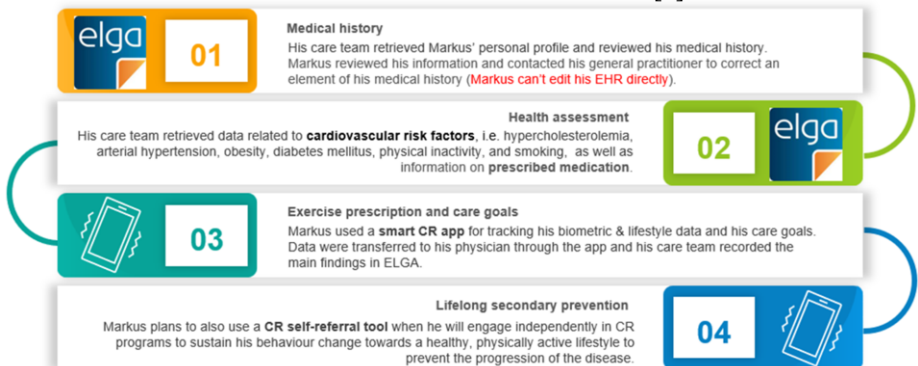 elga
01
Medical history
His care team retrieved Markus' personal profile and reviewed his medical history.
Markus reviewed his information and contacted his general practitioner to correct an
element of his medical history (Markus can't edit his EHR directly).
Health assessment
His care team retrieved data related to cardiovascular risk factors, i.e. hypercholesterolemia,
arterial hypertension, obesity, diabetes mellitus, physical inactivity, and smoking, as well as
information on prescribed medication.
02
elga
03
Exercise prescription and care goals
Markus used a smart CR app for tracking his biometric & lifestyle data and his care goals.
Data were transferred to his physician through the app and his care team recorded the
main findings in ELGA.
Lifelong secondary prevention
Markus plans to also use a CR self-referral tool when he will engage independently in CR
programs to sustain his behaviour change towards a healthy, physically active lifestyle to
prevent the progression of the disease.
04